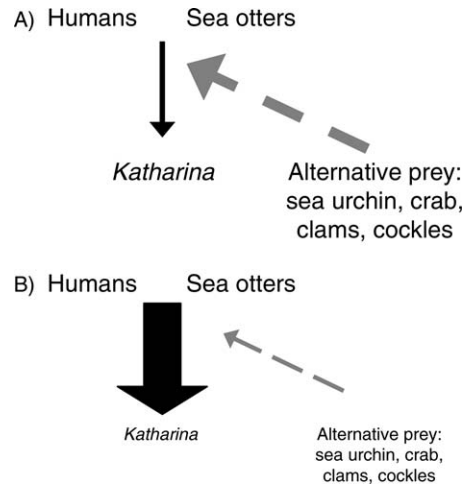 A) Humans Sea otters
Katharina
Alternative prey:
sea urchin, crab,
clams, cockles
B) Humans Sea otters
Katharina
Alternative prey:
sea urchin, crab,
clams, cockles